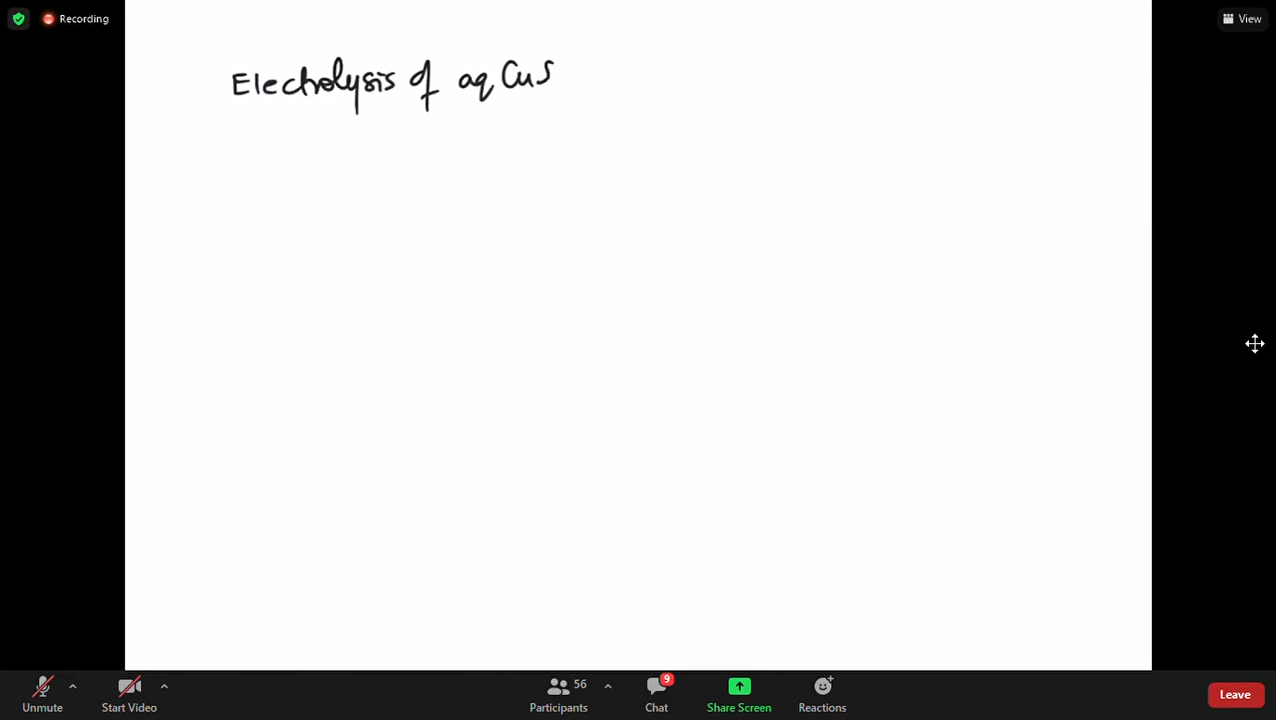 Recording
View
Electrolysis of aq CuS
Unmute
Start Video
56
Participants
9
Chat
Share Screen
Reactions
Leave